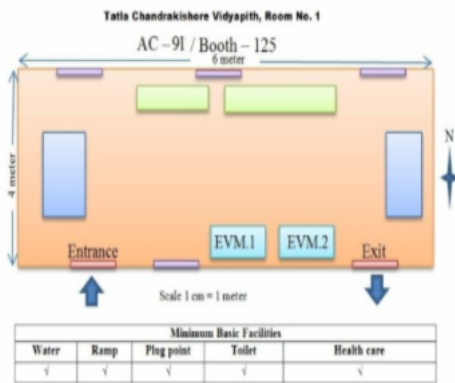 Tatla Chandrakishore Vidyapith, Room No. 1
AC –91 / Booth – 125
6 meter
4 meter
N
EVM.1 EVM.2
Entrance Exit
Scale 1 cm = 1 meter
Minimum Basic Facilities
Water Ramp Plug point Toilet Health care
√ √ √ √ √